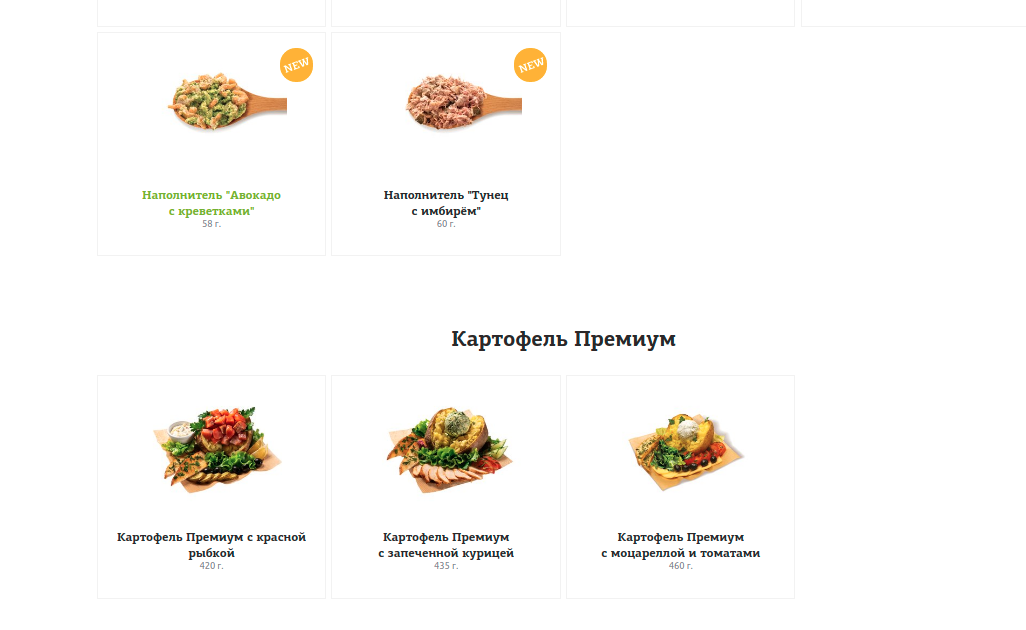 NEW
NEW
Наполнитель "Авокадо
с креветками"
58 г.
Наполнитель "Тунец
с имбирём"
60 г.
Картофель Премиум
Картофель Премиум с красной
рыбкой
420 г.
Картофель Премиум
с запеченной курицей
435 г.
Картофель Премиум
с моцареллой и томатами
460 г.